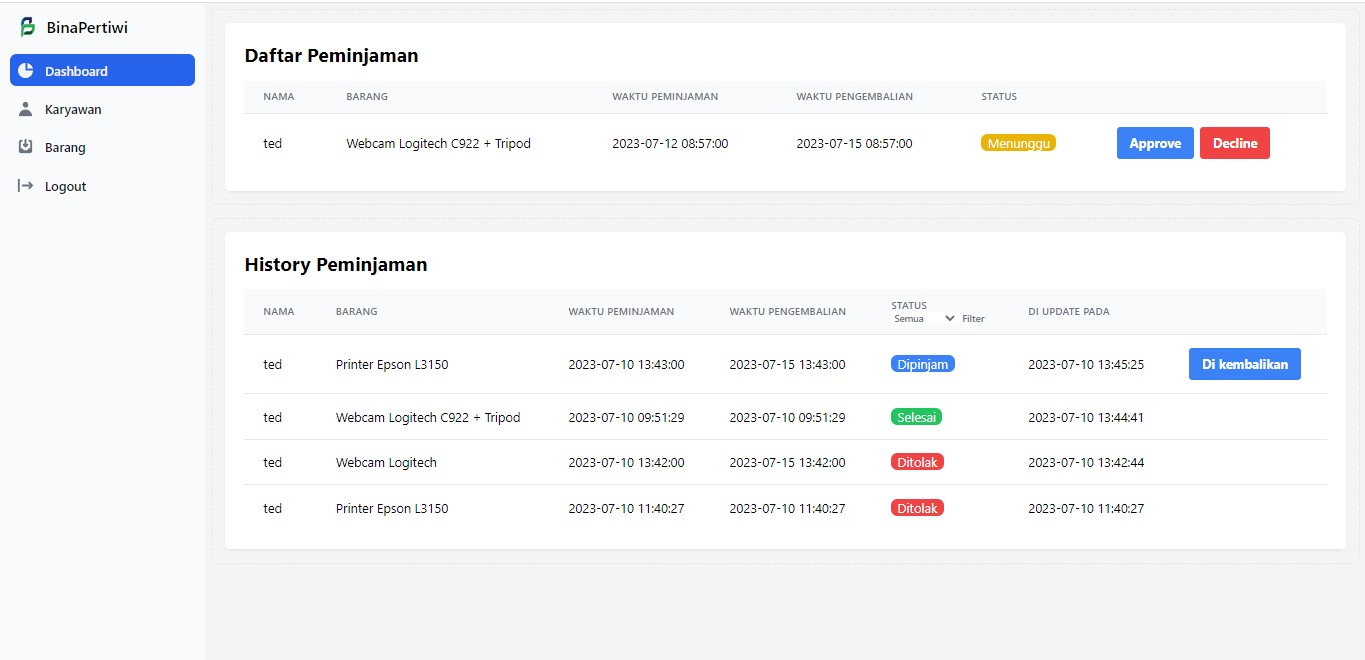 BinaPertiwi
Dashboard
Karyawan
Barang
Logout
Daftar Peminjaman
NAMA BARANG WAKTU PEMINJAMAN WAKTU PENGEMBALIAN STATUS
ted Webcam Logitech C922 + Tripod 2023-07-12 08:57:00 2023-07-15 08:57:00 Menunggu Approve Decline
History Peminjaman
NAMA BARANG WAKTU PEMINJAMAN WAKTU PENGEMBALIAN STATUS Semua Filter DI UPDATE PADA
ted Printer Epson L3150 2023-07-10 13:43:00 2023-07-15 13:43:00 Dipinjam 2023-07-10 13:45:25 Di kembalikan
ted Webcam Logitech C922 + Tripod 2023-07-10 09:51:29 2023-07-10 09:51:29 Selesai 2023-07-10 13:44:41
ted Webcam Logitech 2023-07-10 13:42:00 2023-07-15 13:42:00 Ditolak 2023-07-10 13:42:44
ted Printer Epson L3150 2023-07-10 11:40:27 2023-07-10 11:40:27 Ditolak 2023-07-10 11:40:27